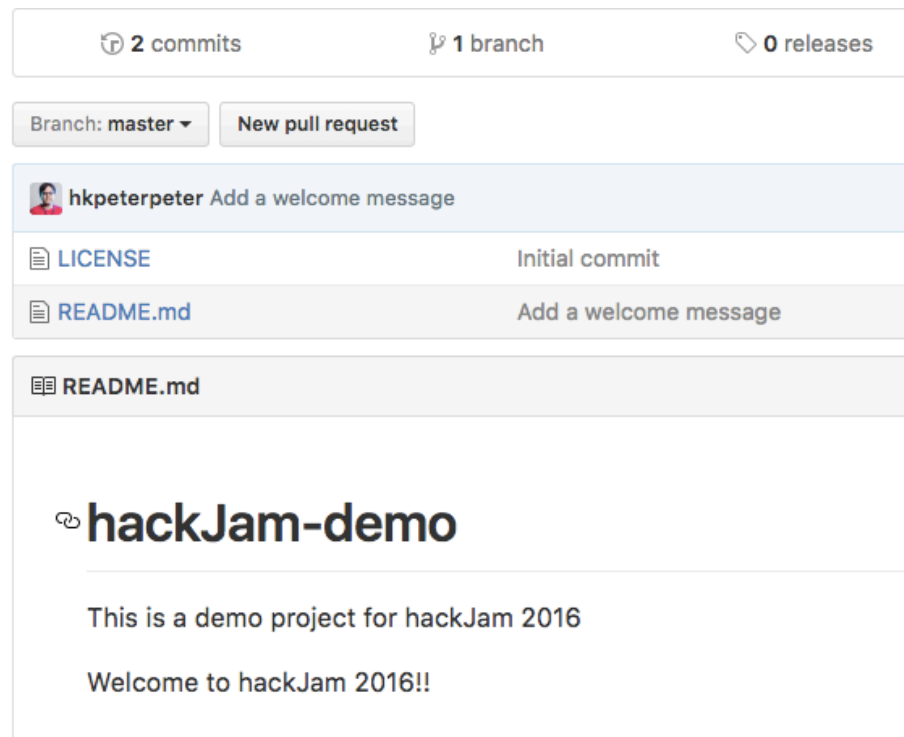 2 commits 1 branch 0 releases
Branch: master New pull request
hkpeterpeter Add a welcome message
LICENSE Initial commit
README.md Add a welcome message
README.md
hackJam-demo
This is a demo project for hackJam 2016
Welcome to hackJam 2016!!